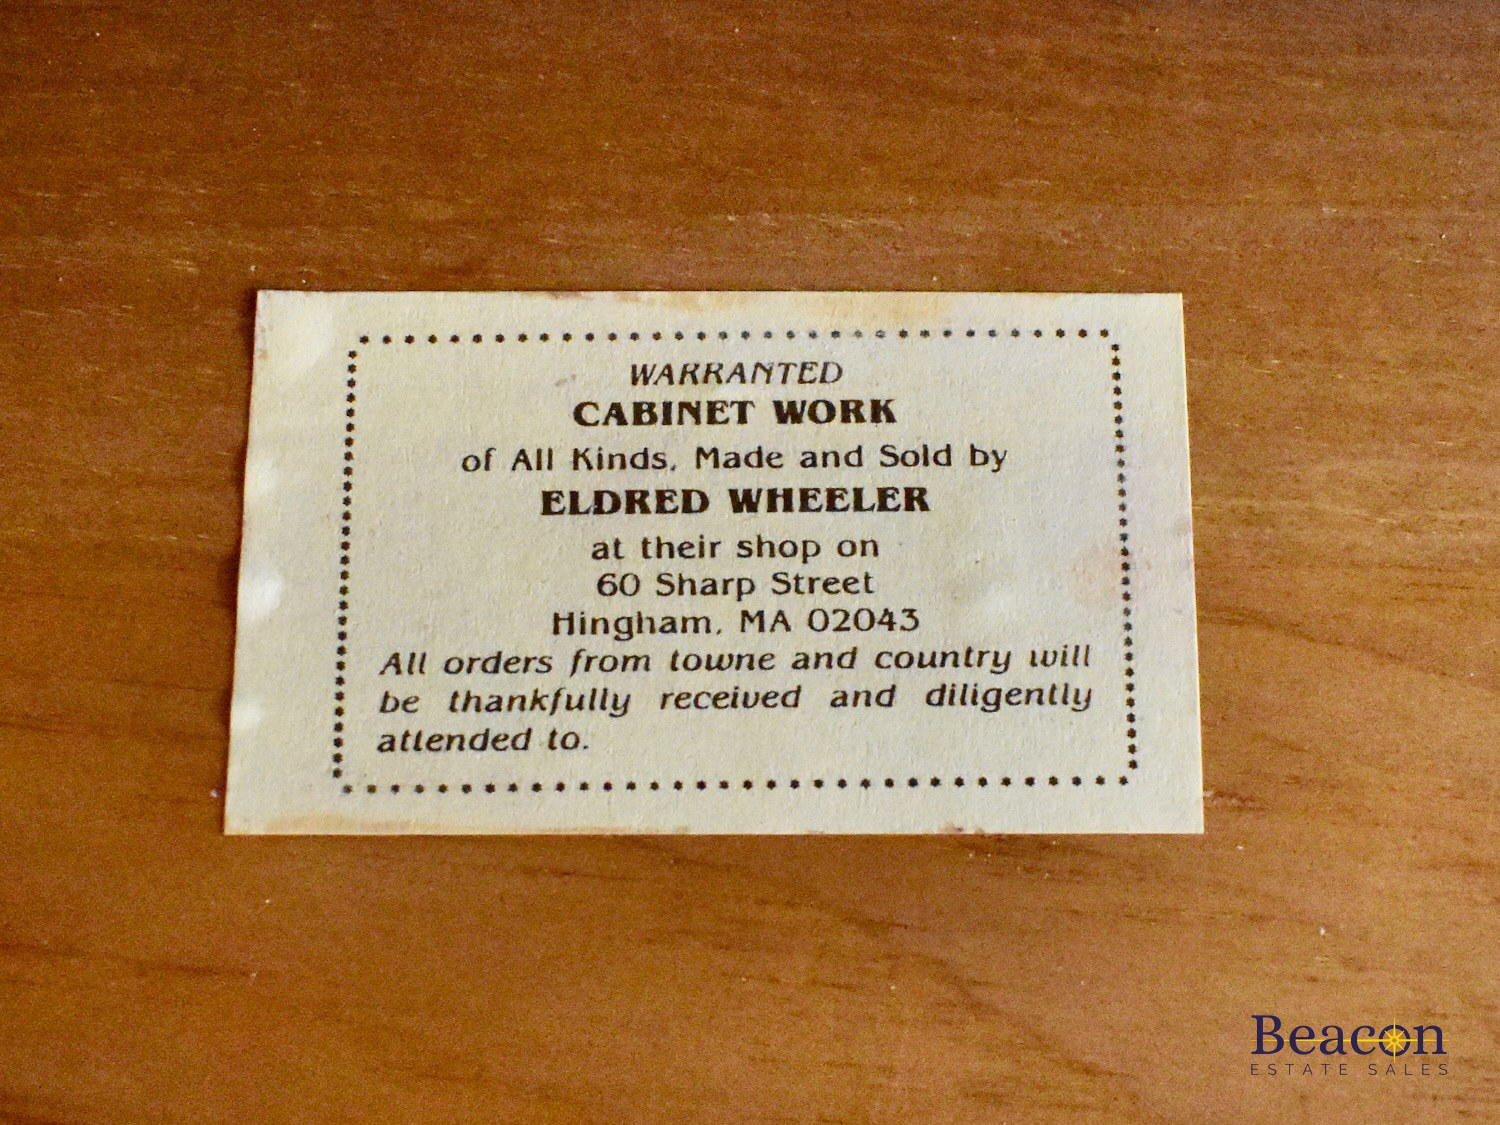 WARRANTED
CABINET WORK
of All Kinds, Made and Sold by
ELDRED WHEELER
at their shop on
60 Sharp Street
Hingham, MA 02043
All orders from towne and country will
be thankfully received and diligently
attended to.
Beacon
ESTATE SALES